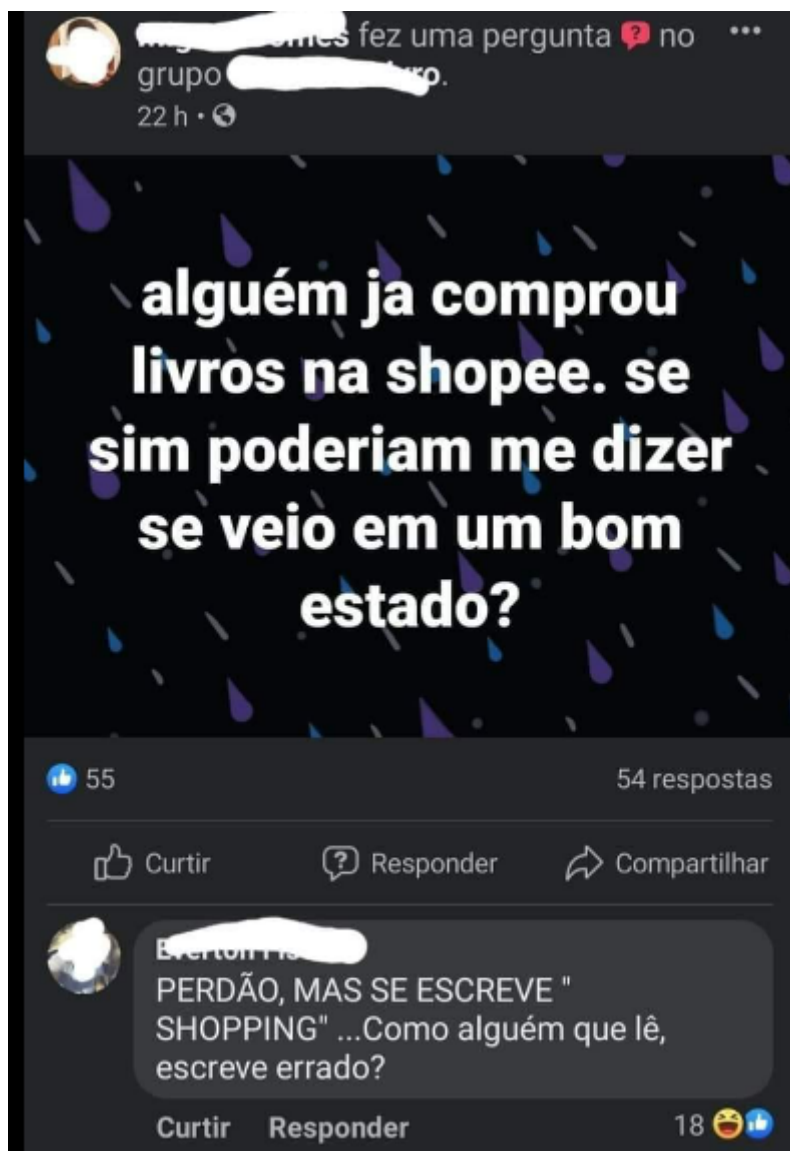 fez uma pergunta no
grupo
22 h
alguém ja comprou
livros na shopee. se
sim poderiam me dizer
se veio em um bom
estado?
55
54 respostas
Curtir
Responder
Compartilhar
PERDÃO, MAS SE ESCREVE "
SHOPPING" ...Como alguém que lê,
escreve errado?
Curtir
Responder
18